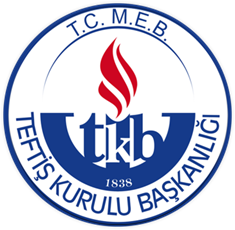 T.C. M.E.B.
tkb
1838
TEFTİŞ KURULU BAŞKANLIĞI